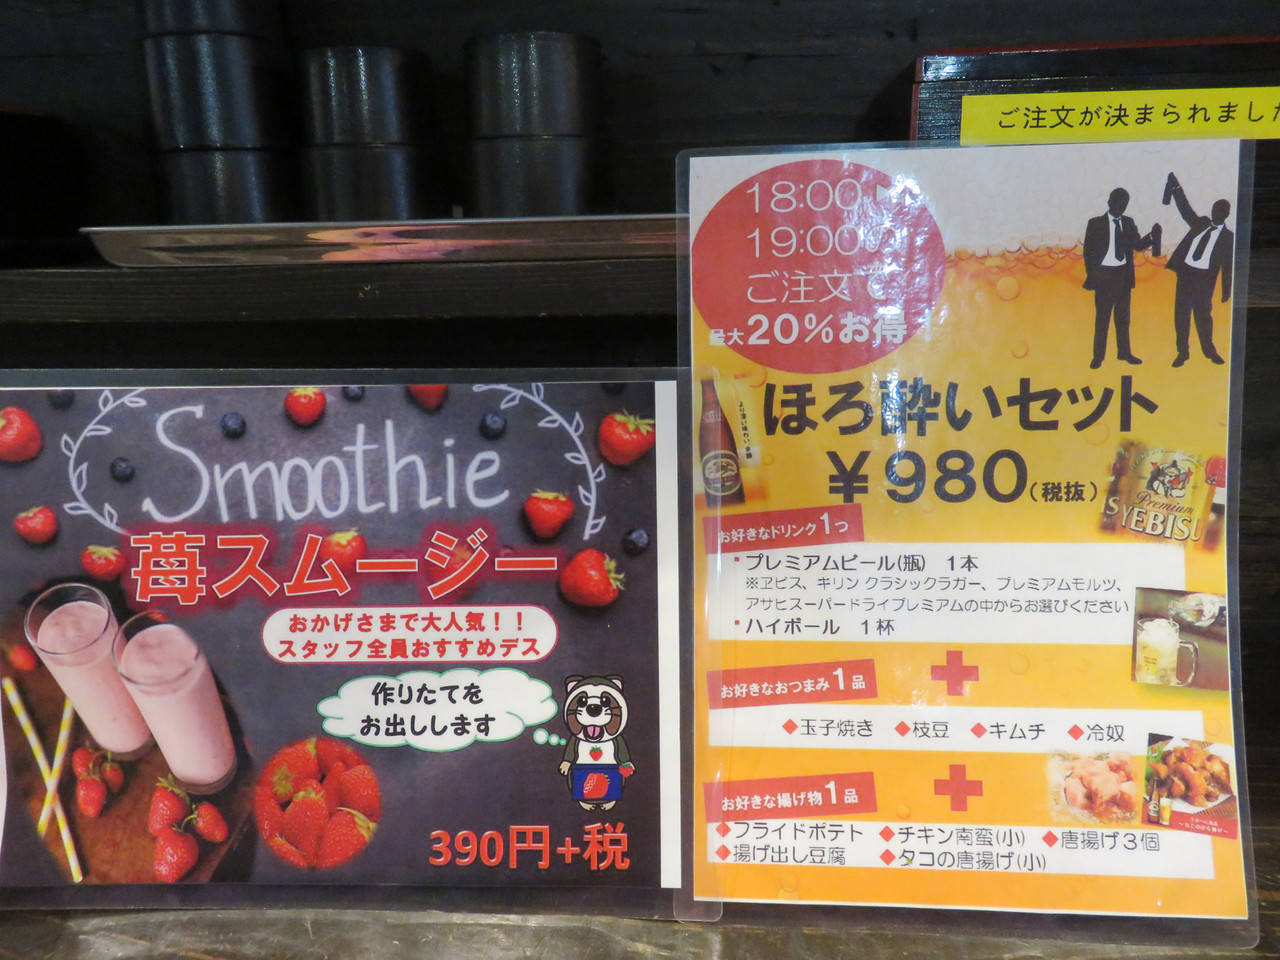 ご注文が決まられました
Smoothie
苺スムージー
おかげさまで大人気！！
スタッフ全員おすすめデス
作りたてを
お出しします
390円+税
18:00
19:00の
ご注文で
最大20%お得
ほろ酔いセット
￥980(税抜)
Premium
YEBISU
お好きなドリンク1つ
プレミアムビール(瓶) 1本
※ヱビス、キリン クラシックラガー、プレミアムモルツ、
アサヒスーパードライプレミアムの中からお選びください
ハイボール 1杯
+
お好きなおつまみ1品
◆玉子焼き ◆枝豆 ◆キムチ ◆冷奴
+
お好きな揚げ物1品
◆フライドポテト ◆チキン南蛮(小) ◆唐揚げ3個
◆揚げ出し豆腐 ◆タコの唐揚げ(小)